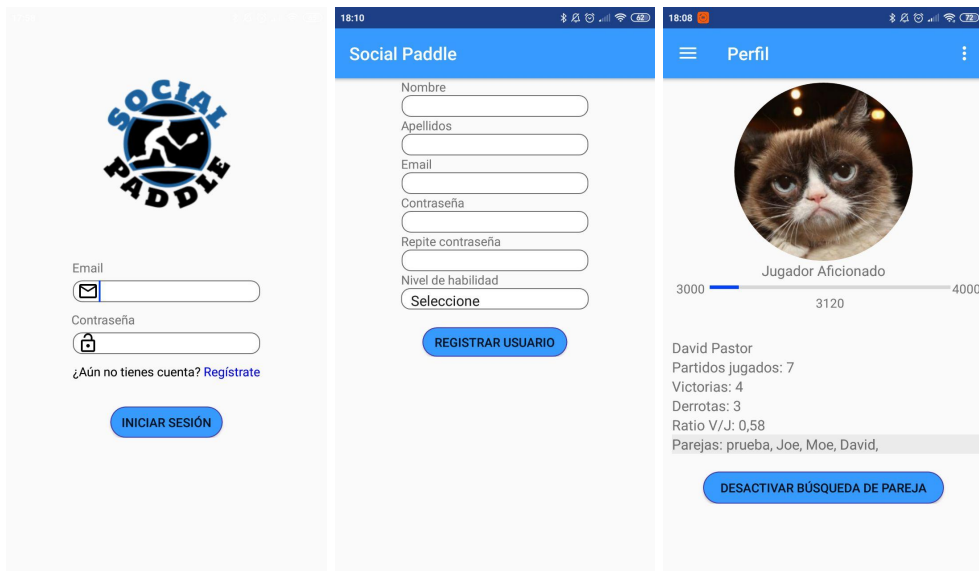 SOCIAL
PADDLE
Email
Contraseña
¿Aún no tienes cuenta? Regístrate
INICIAR SESIÓN
18:10
62
Social Paddle
Nombre
Apellidos
Email
Contraseña
Repite contraseña
Nivel de habilidad
Seleccione
REGISTRAR USUARIO
18:08
72
Perfil
Jugador Aficionado
3000
4000
3120
David Pastor
Partidos jugados: 7
Victorias: 4
Derrotas: 3
Ratio V/J: 0,58
Parejas: prueba, Joe, Moe, David,
DESACTIVAR BÚSQUEDA DE PAREJA